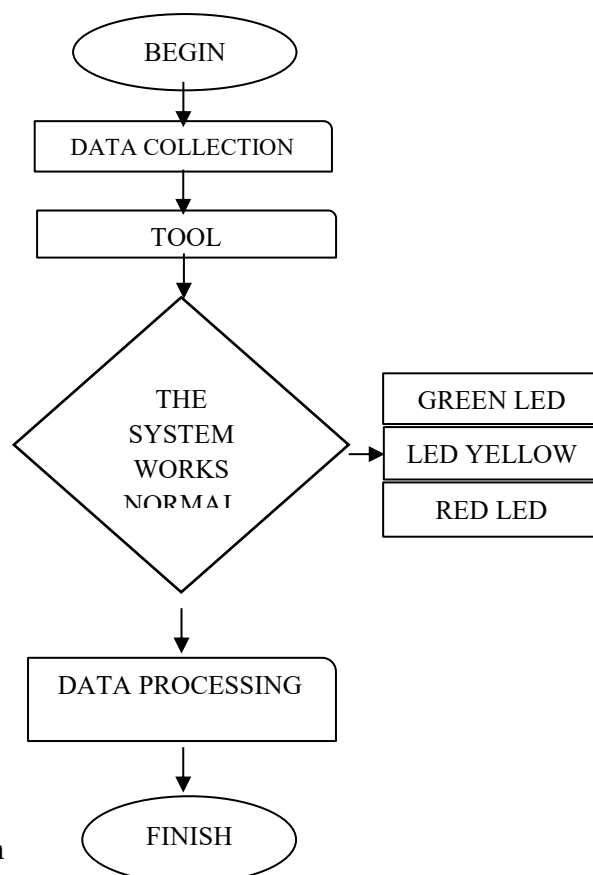 BEGIN
DATA COLLECTION
TOOL
THE
SYSTEM
WORKS
NORMAL
GREEN LED
LED YELLOW
RED LED
DATA PROCESSING
FINISH